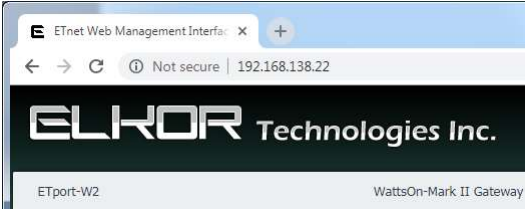 ETnet Web Management Interfac
Not secure | 192.168.138.22
ELKOR Technologies Inc.
ETport-W2 WattsOn-Mark II Gateway